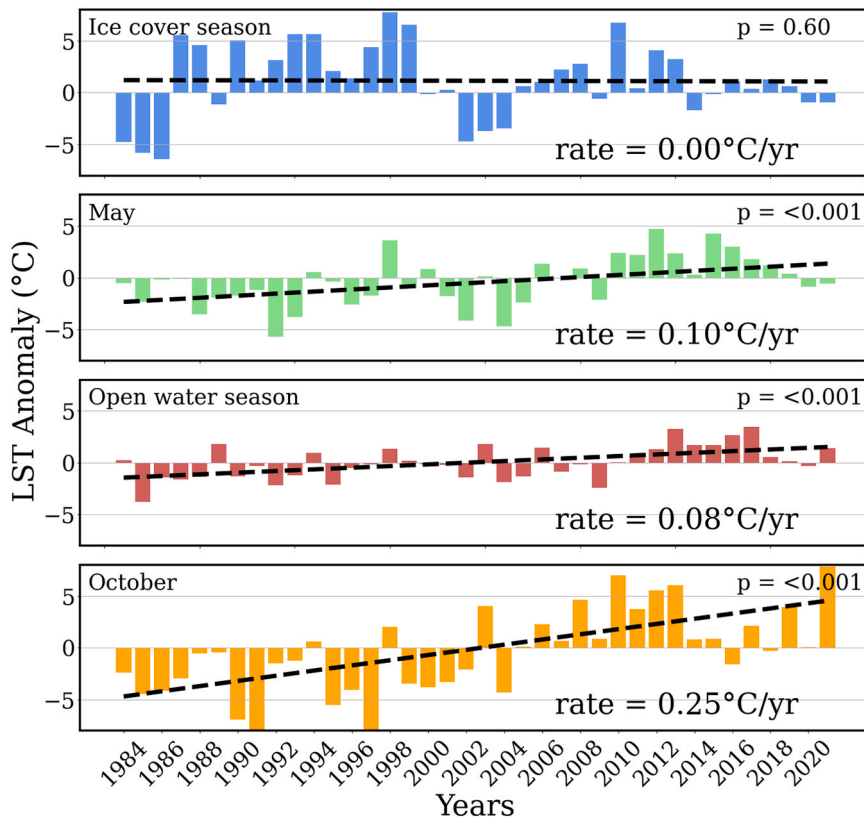 Ice cover season
p = 0.60
5
0
−5
rate = 0.00°C/yr
May
p = <0.001
5
0
−5
rate = 0.10°C/yr
Open water season
p = <0.001
5
0
−5
rate = 0.08°C/yr
October
p = <0.001
5
0
−5
rate = 0.25°C/yr
LST Anomaly (°C)
1984 1986 1988 1990 1992 1994 1996 1998 2000 2002 2004 2006 2008 2010 2012 2014 2016 2018 2020
Years